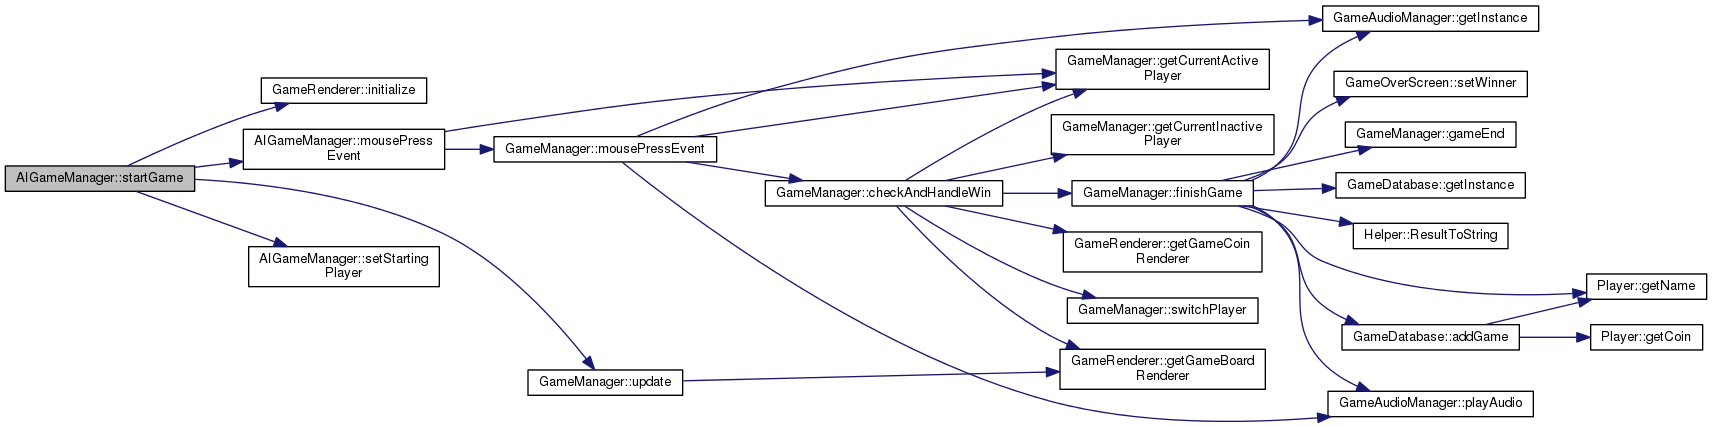 AIGameManager::startGame
GameRenderer::initialize
AIGameManager::mousePress
Event
AIGameManager::setStarting
Player
GameManager::mousePressEvent
GameManager::update
GameManager::checkAndHandleWin
GameManager::getCurrentActive
Player
GameManager::getCurrentInactive
Player
GameManager::finishGame
GameRenderer::getGameCoin
Renderer
GameManager::switchPlayer
GameRenderer::getGameBoard
Renderer
GameAudioManager::getInstance
GameOverScreen::setWinner
GameManager::gameEnd
GameDatabase::getInstance
Helper::ResultToString
GameDatabase::addGame
GameAudioManager::playAudio
Player::getName
Player::getCoin